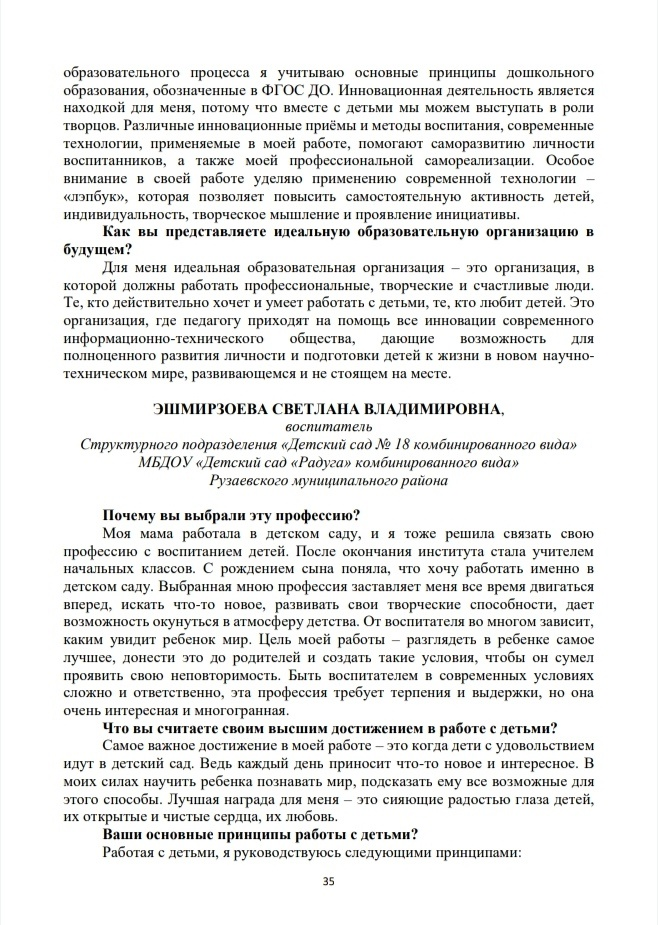 образовательного процесса я учитываю основные принципы дошкольного
образования, обозначенные в ФГОС ДО. Инновационная деятельность является
находкой для меня, потому что вместе с детьми мы можем выступать в роли
творцов. Различные инновационные приёмы и методы воспитания, современные
технологии, применяемые в моей работе, помогают саморазвитию личности
воспитанников, а также моей профессиональной самореализации. Особое
внимание в своей работе уделяю применению современной технологии –
«лэпбук», которая позволяет повысить самостоятельную активность детей,
индивидуальность, творческое мышление и проявление инициативы.
Как вы представляете идеальную образовательную организацию в
будущем?
Для меня идеальная образовательная организация – это организация, в
которой должны работать профессиональные, творческие и счастливые люди.
Те, кто действительно хочет и умеет работать с детьми, те, кто любит детей. Это
организация, где педагогу приходят на помощь все инновации современного
информационно-технического общества, дающие возможность для
полноценного развития личности и подготовки детей к жизни в новом научно-
техническом мире, развивающемся и не стоящем на месте.
ЭШМИРЗОЕВА СВЕТЛАНА ВЛАДИМИРОВНА,
воспитатель
Структурного подразделения «Детский сад № 18 комбинированного вида»
МБДОУ «Детский сад «Радуга» комбинированного вида»
Рузаевского муниципального района
Почему вы выбрали эту профессию?
Моя мама работала в детском саду, и я тоже решила связать свою
профессию с воспитанием детей. После окончания института стала учителем
начальных классов. С рождением сына поняла, что хочу работать именно в
детском саду. Выбранная мною профессия заставляет меня все время двигаться
вперед, искать что-то новое, развивать свои творческие способности, дает
возможность окунуться в атмосферу детства. От воспитателя во многом зависит,
каким увидит ребенок мир. Цель моей работы – разглядеть в ребенке самое
лучшее, донести это до родителей и создать такие условия, чтобы он сумел
проявить свою неповторимость. Быть воспитателем в современных условиях
сложно и ответственно, эта профессия требует терпения и выдержки, но она
очень интересная и многогранная.
Что вы считаете своим высшим достижением в работе с детьми?
Самое важное достижение в моей работе – это когда дети с удовольствием
идут в детский сад. Ведь каждый день приносит что-то новое и интересное. В
моих силах научить ребенка познавать мир, подсказать ему все возможные для
этого способы. Лучшая награда для меня – это сияющие радостью глаза детей,
их открытые и чистые сердца, их любовь.
Ваши основные принципы работы с детьми?
Работая с детьми, я руководствуюсь следующими принципами:
35